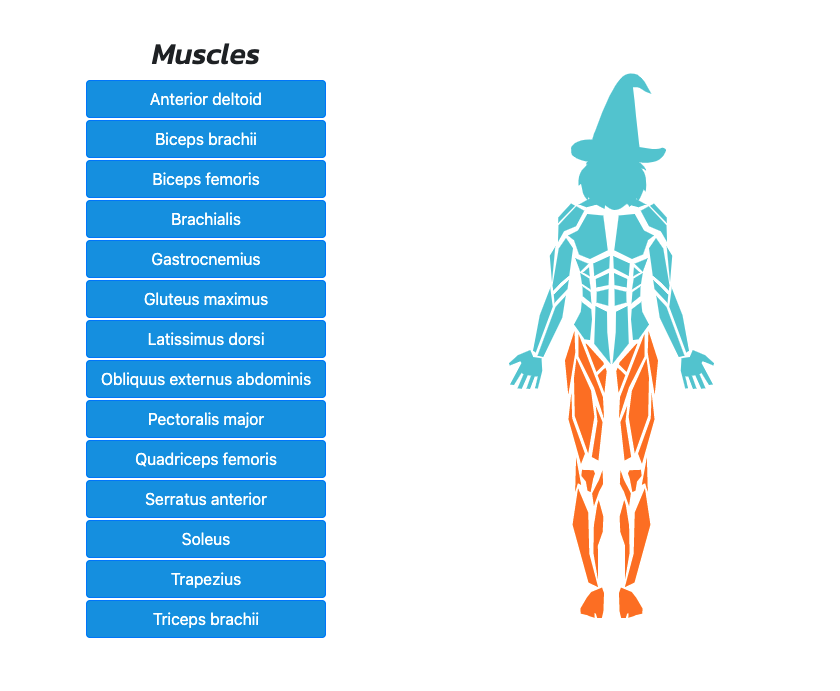 Muscles
Anterior deltoid
Biceps brachii
Biceps femoris
Brachialis
Gastrocnemius
Gluteus maximus
Latissimus dorsi
Obliquus externus abdominis
Pectoralis major
Quadriceps femoris
Serratus anterior
Soleus
Trapezius
Triceps brachii